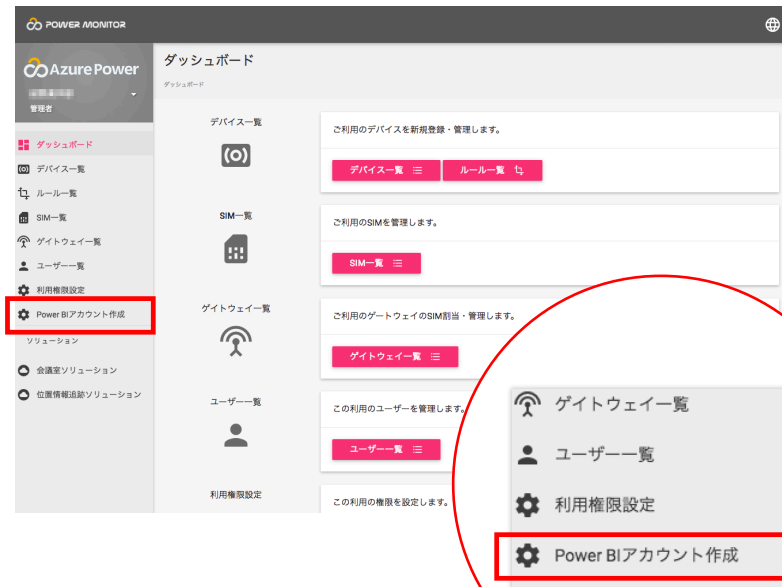 POWER MONITOR
Azure Power
管理者
ダッシュボード
デバイス一覧
ルール一覧
SIM一覧
ゲイトウェイ一覧
ユーザー一覧
利用権限設定
Power BIアカウント作成
ソリューション
会議室ソリューション
位置情報追跡ソリューション
ダッシュボード
ダッシュボード
デバイス一覧
ご利用のデバイスを新規登録・管理します。
デバイス一覧
ルール一覧
SIM一覧
ご利用のSIMを管理します。
SIM一覧
ゲイトウェイ一覧
ご利用のゲートウェイのSIM割当・管理します。
ゲイトウェイ一覧
ユーザー一覧
この利用のユーザーを管理します。
ユーザー一覧
利用権限設定
この利用の権限を設定します。
ゲイトウェイ一覧
ユーザー一覧
利用権限設定
Power BIアカウント作成